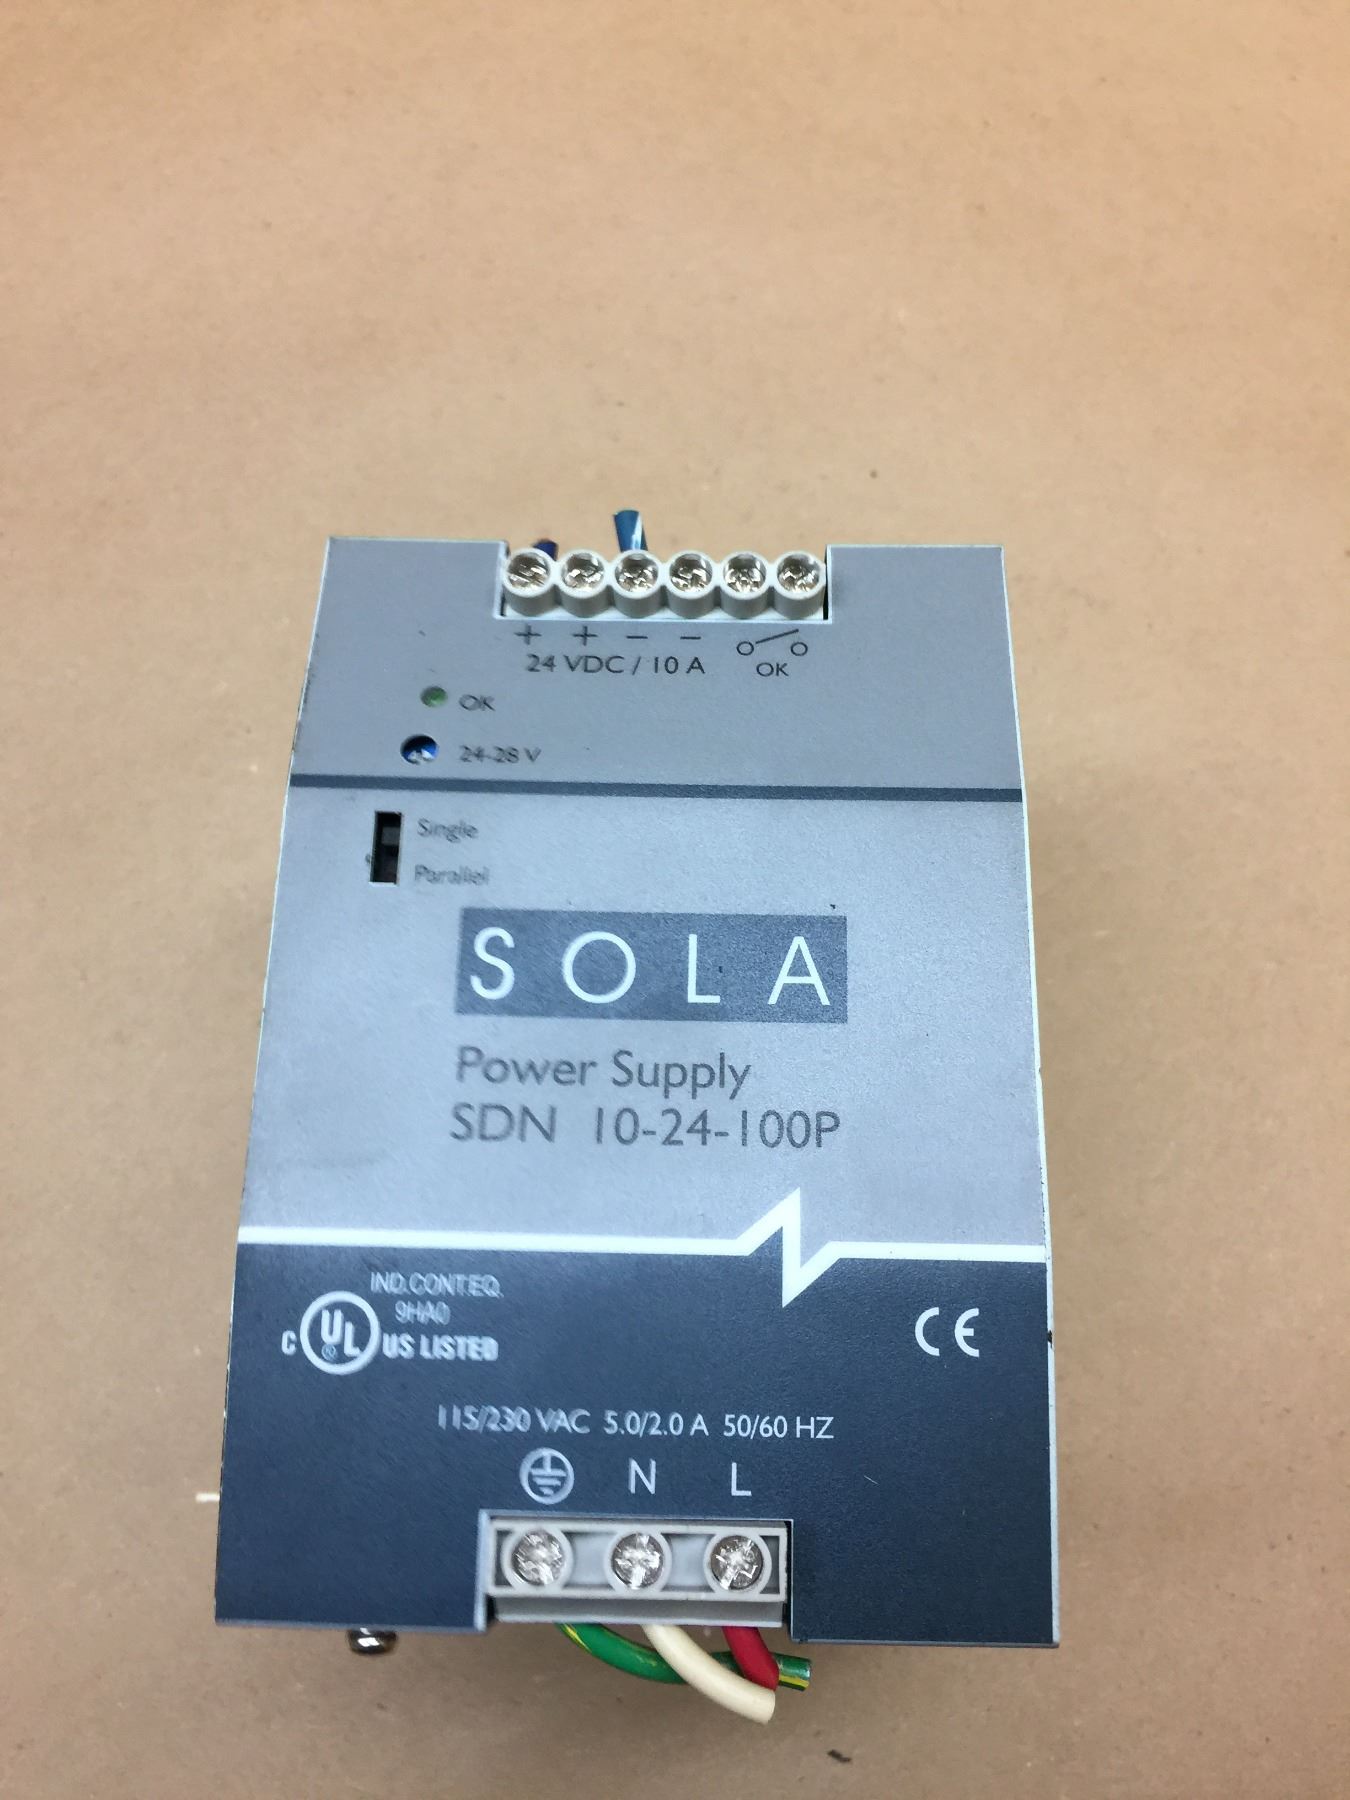 + + − −
24 VDC / 10 A
OK
OK
24-28 V
Single
Parallel
SOLA
Power Supply
SDN 10-24-100P
IND.CONT.EQ.
9HA0
C UL ® US LISTED
CE
115/230 VAC 5.0/2.0 A 50/60 HZ
N L